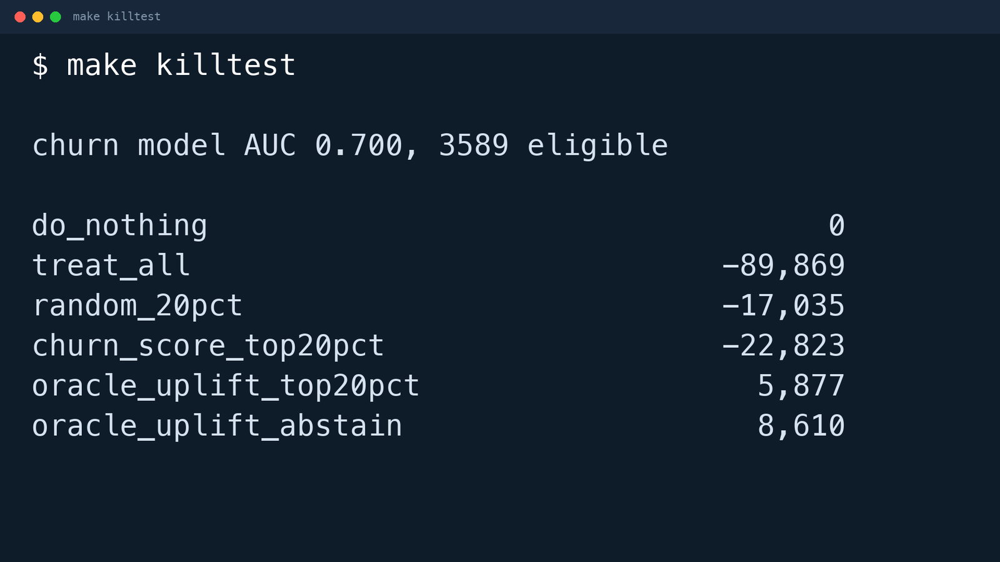 make killtest
$ make killtest
churn model AUC 0.700, 3589 eligible
do_nothing 0
treat_all −89,869
random_20pct −17,035
churn_score_top20pct −22,823
oracle_uplift_top20pct 5,877
oracle_uplift_abstain 8,610